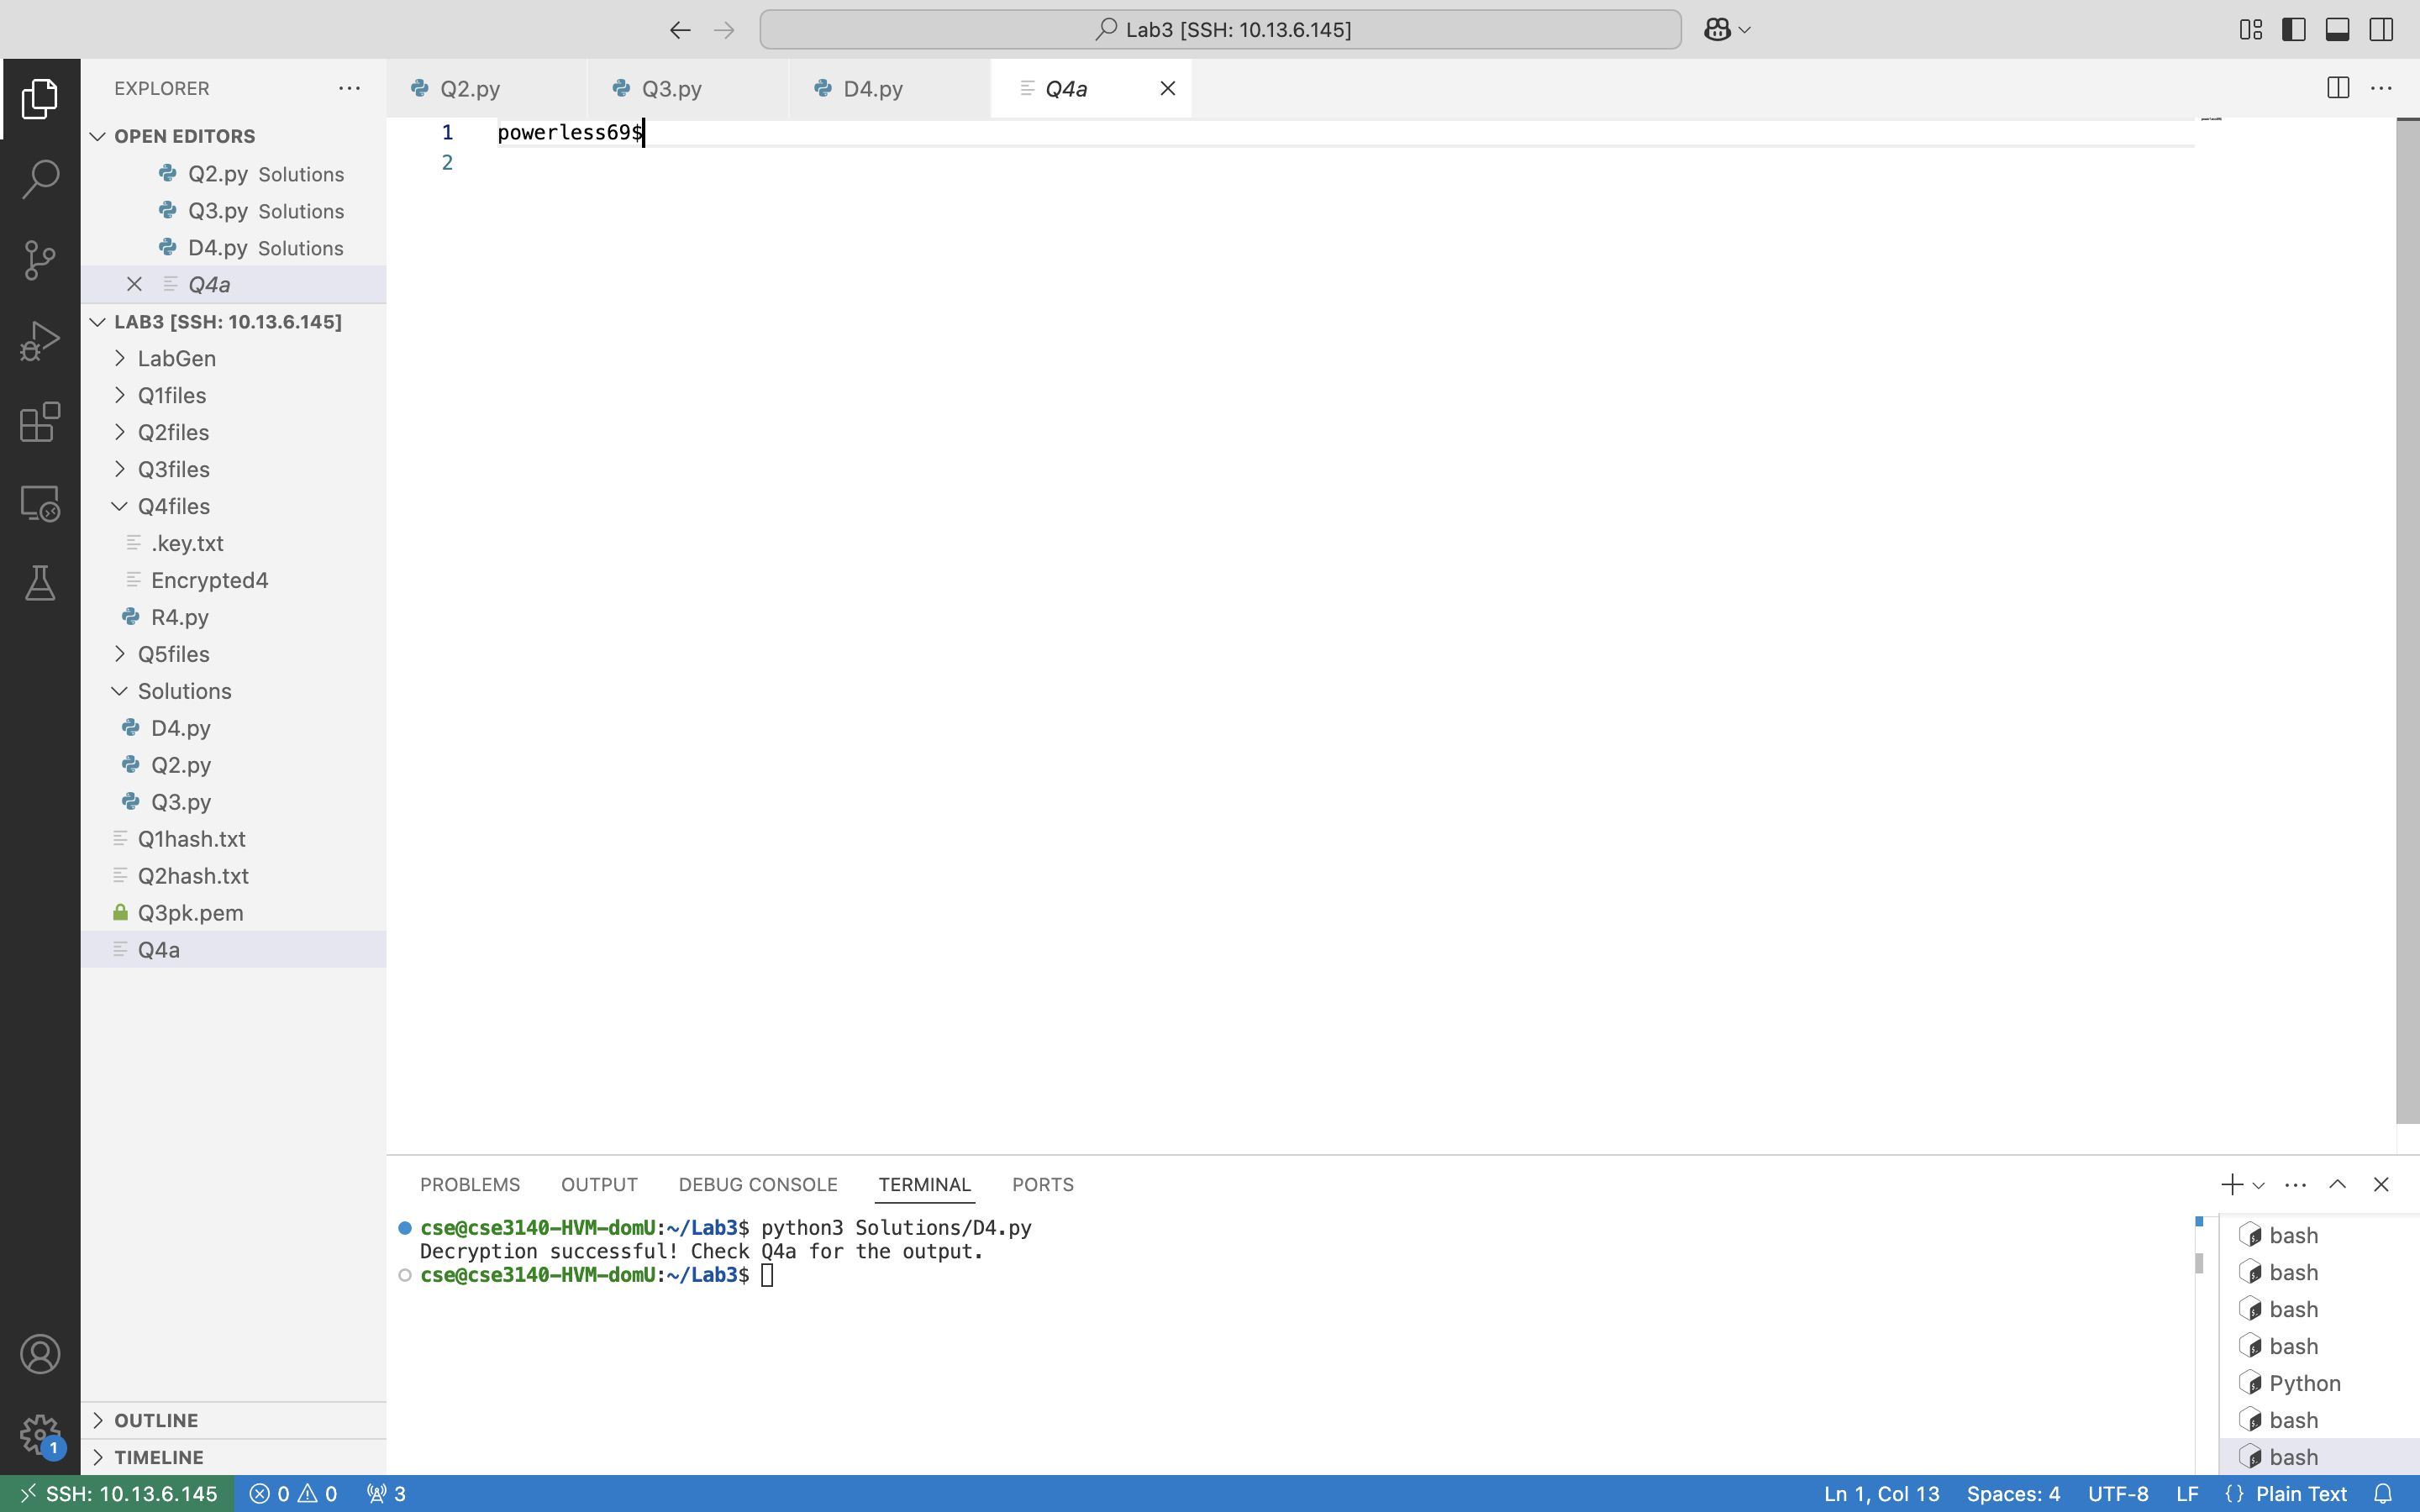 Lab3 [SSH: 10.13.6.145]
EXPLORER
Q2.py
Q3.py
D4.py
Q4a
OPEN EDITORS
Q2.py Solutions
Q3.py Solutions
D4.py Solutions
Q4a
LAB3 [SSH: 10.13.6.145]
LabGen
Q1files
Q2files
Q3files
Q4files
.key.txt
Encrypted4
R4.py
Q5files
Solutions
D4.py
Q2.py
Q3.py
Q1hash.txt
Q2hash.txt
Q3pk.pem
Q4a
OUTLINE
TIMELINE
1 powerless69$
2
PROBLEMS OUTPUT DEBUG CONSOLE TERMINAL PORTS
cse@cse3140-HVM-domU:~/Lab3$ python3 Solutions/D4.py
Decryption successful! Check Q4a for the output.
cse@cse3140-HVM-domU:~/Lab3$
bash
bash
bash
bash
Python
bash
bash
1
SSH: 10.13.6.145 0 0 3 Ln 1, Col 13 Spaces: 4 UTF-8 LF {} Plain Text